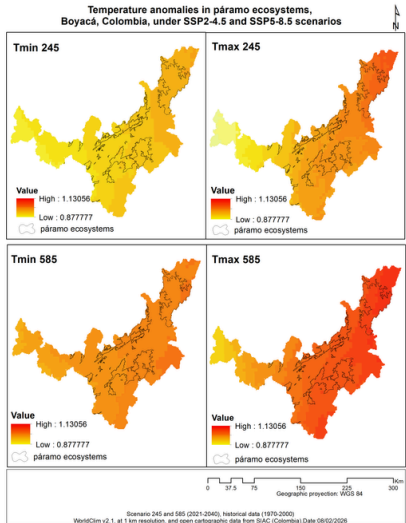 Temperature anomalies in páramo ecosystems,
Boyacá, Colombia, under SSP2-4.5 and SSP5-8.5 scenarios
N
Tmin 245
Tmax 245
Value
High : 1.13056
Low : 0.877777
páramo ecosystems
Value
High : 1.13056
Low : 0.877777
páramo ecosystems
Tmin 585
Tmax 585
Value
High : 1.13056
Low : 0.877777
páramo ecosystems
Value
High : 1.13056
Low : 0.877777
páramo ecosystems
0 37.5 75 150 225 300 Km
Geographic proyection: WGS 84
Scenario 245 and 585 (2021-2040), historical data (1970-2000)
WorldClim v2.1, at 1 km resolution, and open cartographic data from SIAC (Colombia).Date 08/02/2026